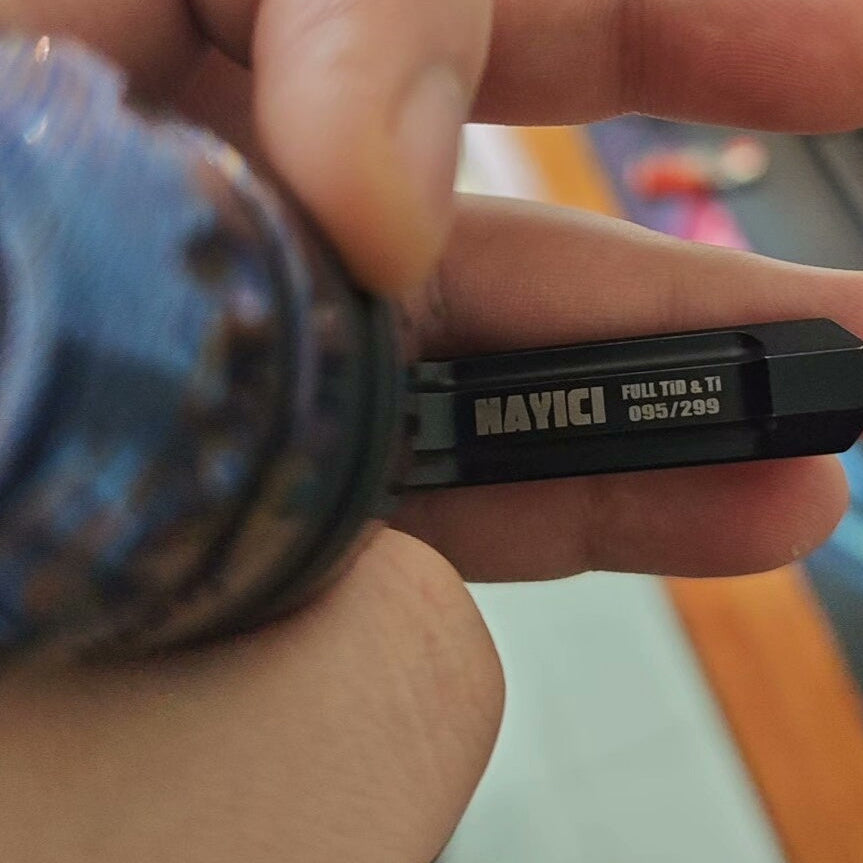 NAYICI
FULL TiD & Ti
095/299